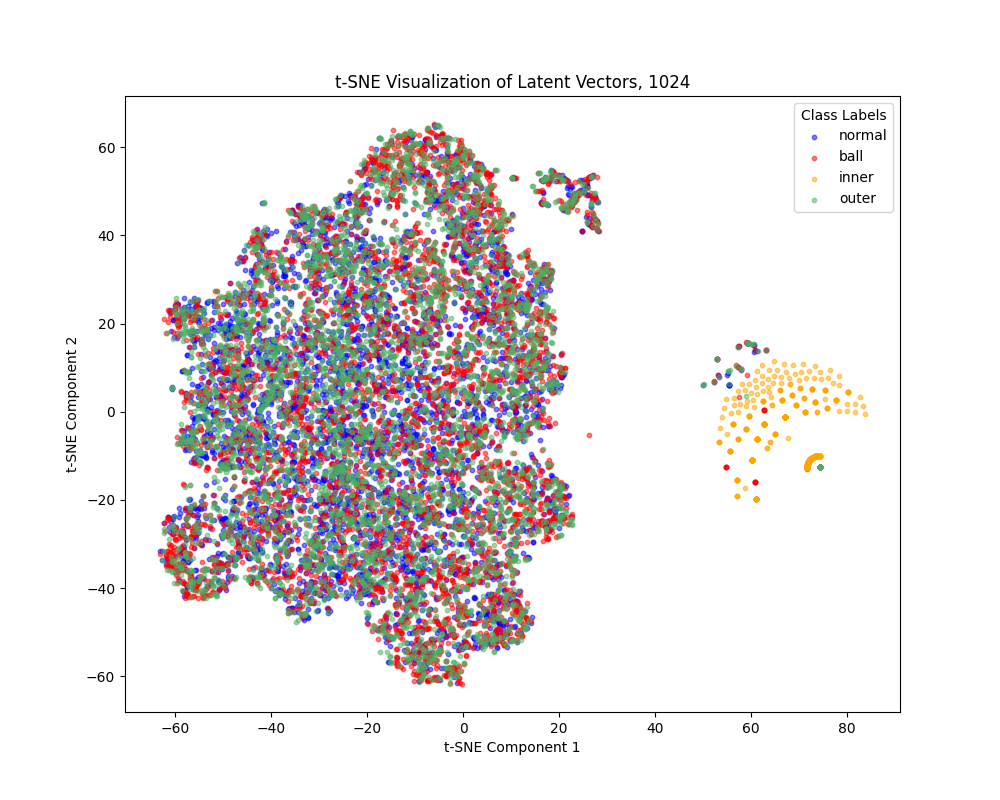 t-SNE Visualization of Latent Vectors, 1024
Class Labels
normal
ball
inner
outer
60
40
20
0
−20
−40
−60
t-SNE Component 2
−60
−40
−20
0
20
40
60
80
t-SNE Component 1